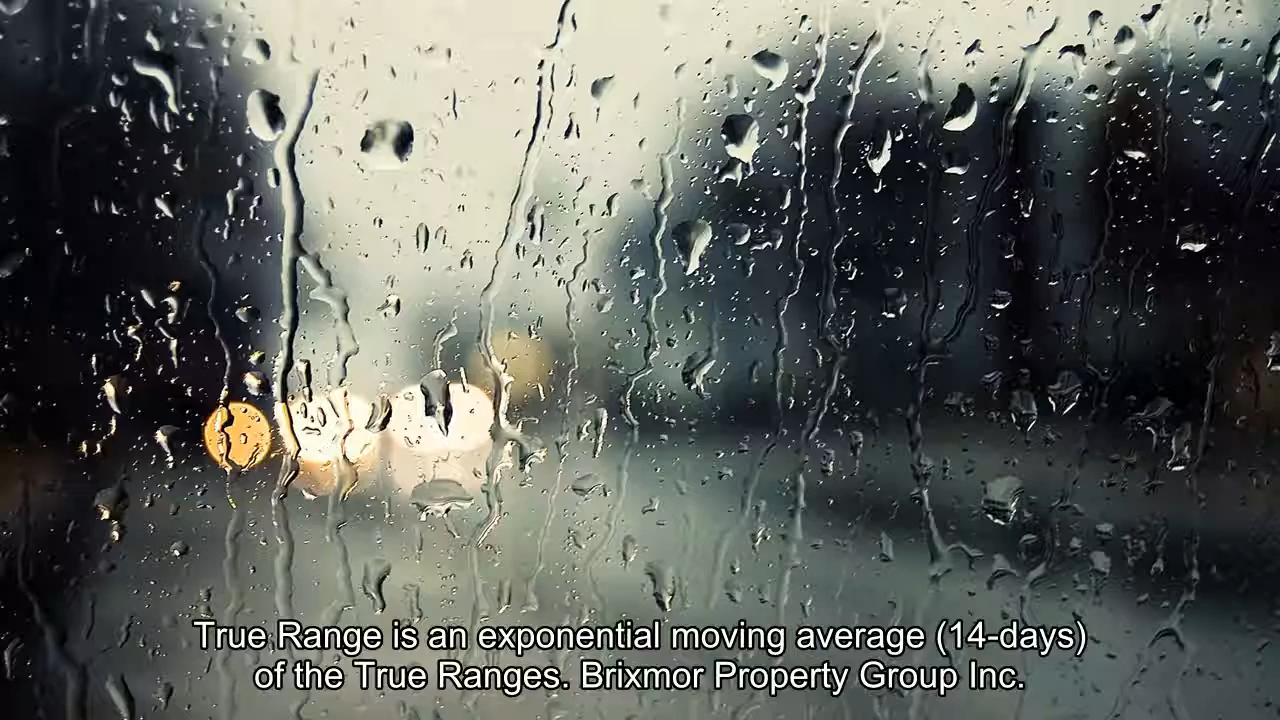 True Range is an exponential moving average (14-days)
of the True Ranges. Brixmor Property Group Inc.